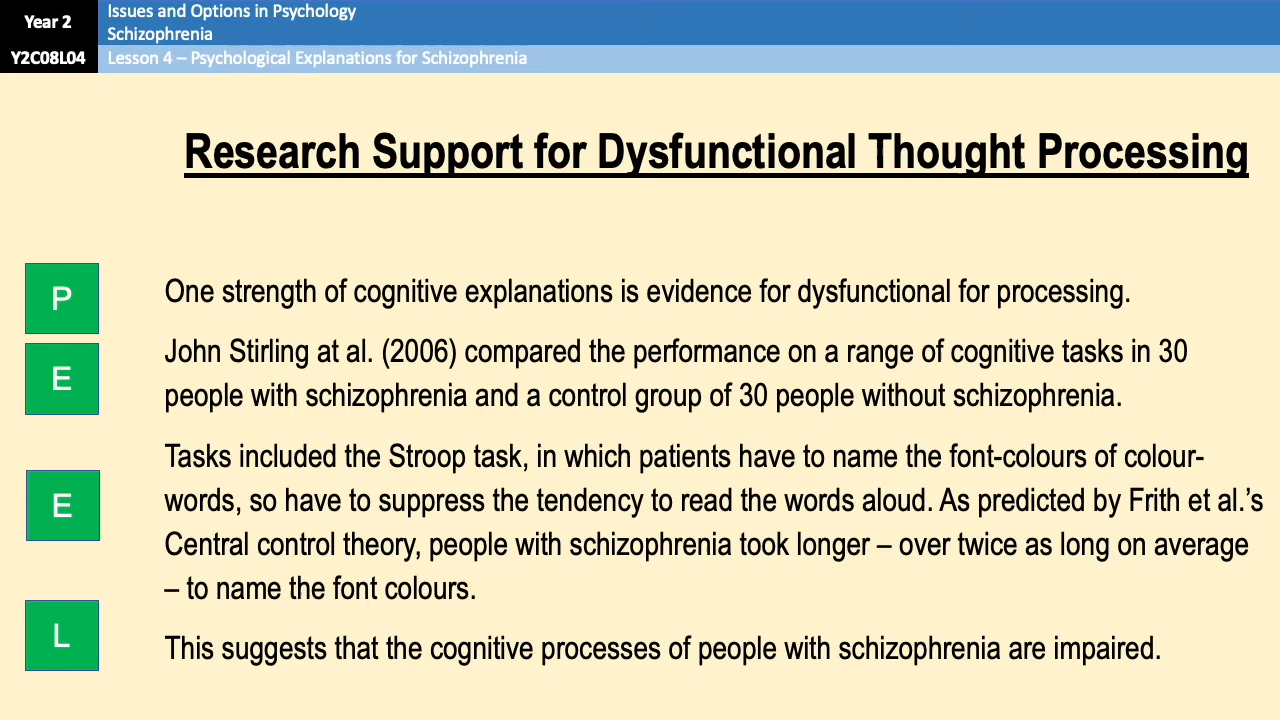 Year 2
Issues and Options in Psychology
Schizophrenia
Y2C08L04
Lesson 4 – Psychological Explanations for Schizophrenia
Research Support for Dysfunctional Thought Processing
P
One strength of cognitive explanations is evidence for dysfunctional for processing.
E
John Stirling at al. (2006) compared the performance on a range of cognitive tasks in 30
people with schizophrenia and a control group of 30 people without schizophrenia.
E
Tasks included the Stroop task, in which patients have to name the font-colours of colour-
words, so have to suppress the tendency to read the words aloud. As predicted by Frith et al.’s
Central control theory, people with schizophrenia took longer – over twice as long on average
– to name the font colours.
L
This suggests that the cognitive processes of people with schizophrenia are impaired.